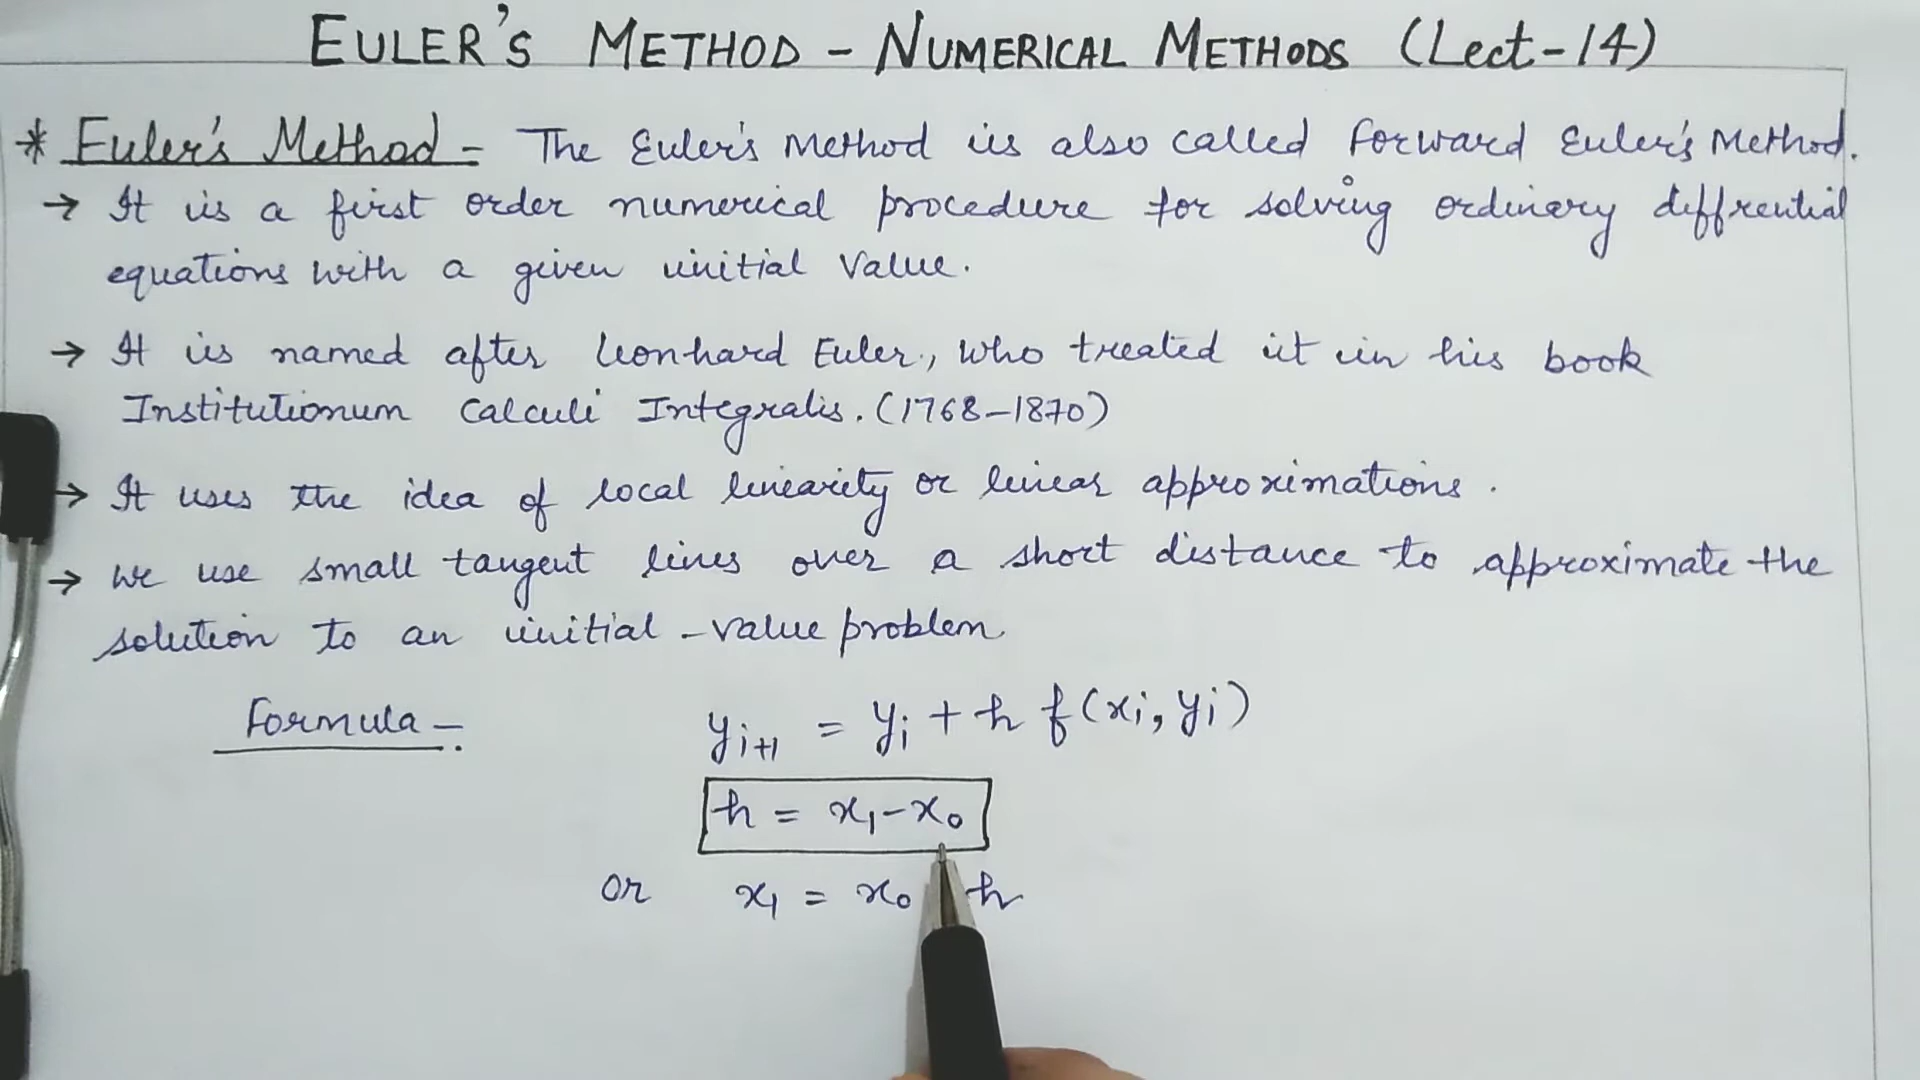 EULER'S METHOD - NUMERICAL METHODS (Lect-14)
* Euler's Method - The Euler's Method is also called Forward Euler's Method.
→ It is a first order numerical procedure for solving ordinary diffrential
equations with a given initial value.
→ It is named after Leonhard Euler, who treated it in his book
Institutionum Calculi Integralis. (1768-1870)
→ It uses the idea of local linearity or linear approximations.
→ We use small tangent lines over a short distance to approximate the
solution to an initial-value problem.
Formula - yᵢ₊₁ = yᵢ + h f(xᵢ, yᵢ)
h = x₁ - x₀
or x₁ = x₀ h